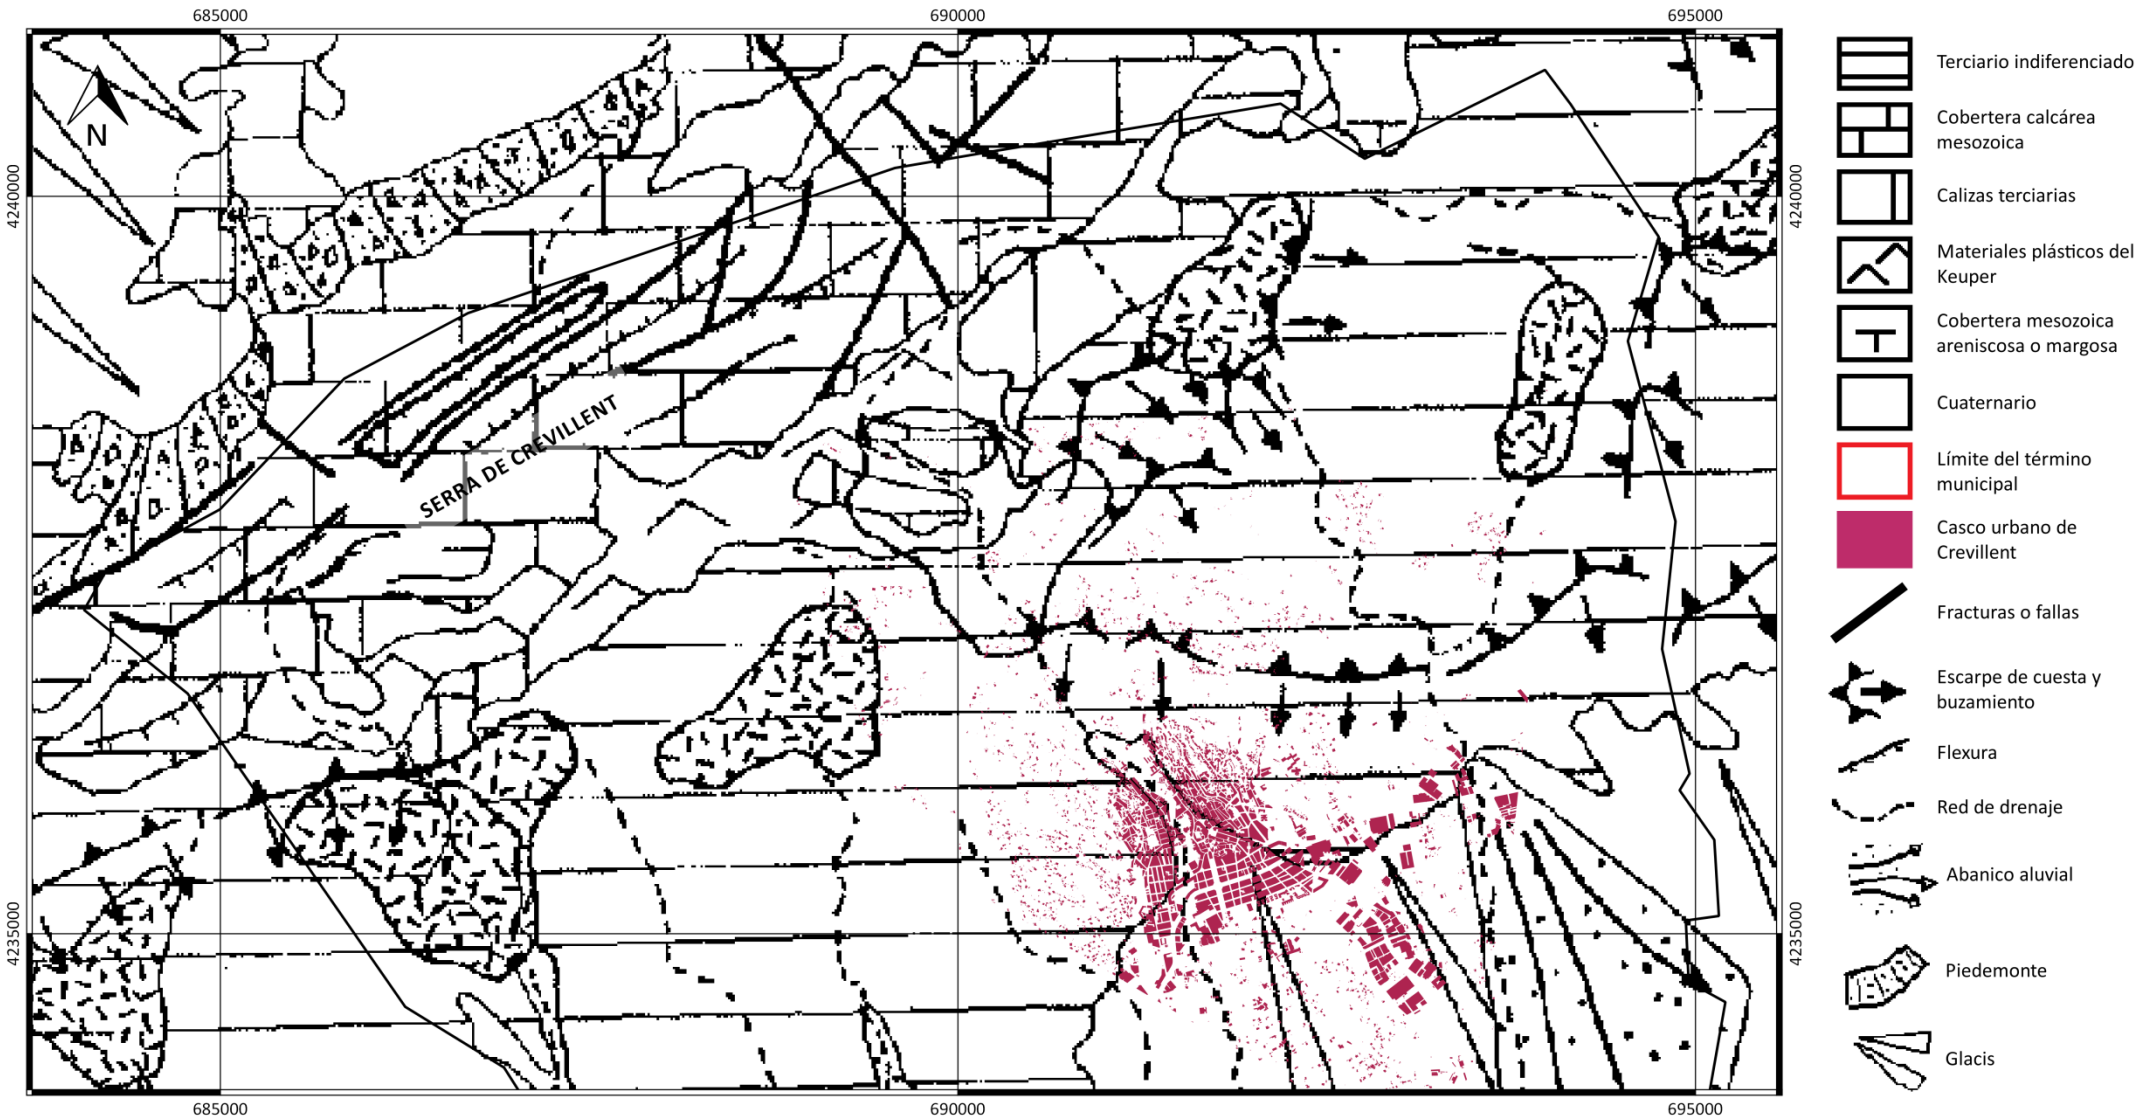 685000
690000
695000
N
4240000
4240000
SERRA DE CREVILLENT
4235000
4235000
685000
690000
695000
Terciario indiferenciado
Cobertera calcárea
mesozoica
Calizas terciarias
Materiales plásticos del
Keuper
Cobertera mesozoica
areniscosa o margosa
Cuaternario
Límite del término
municipal
Casco urbano de
Crevillent
Fracturas o fallas
Escarpe de cuesta y
buzamiento
Flexura
Red de drenaje
Abanico aluvial
Piedemonte
Glacis